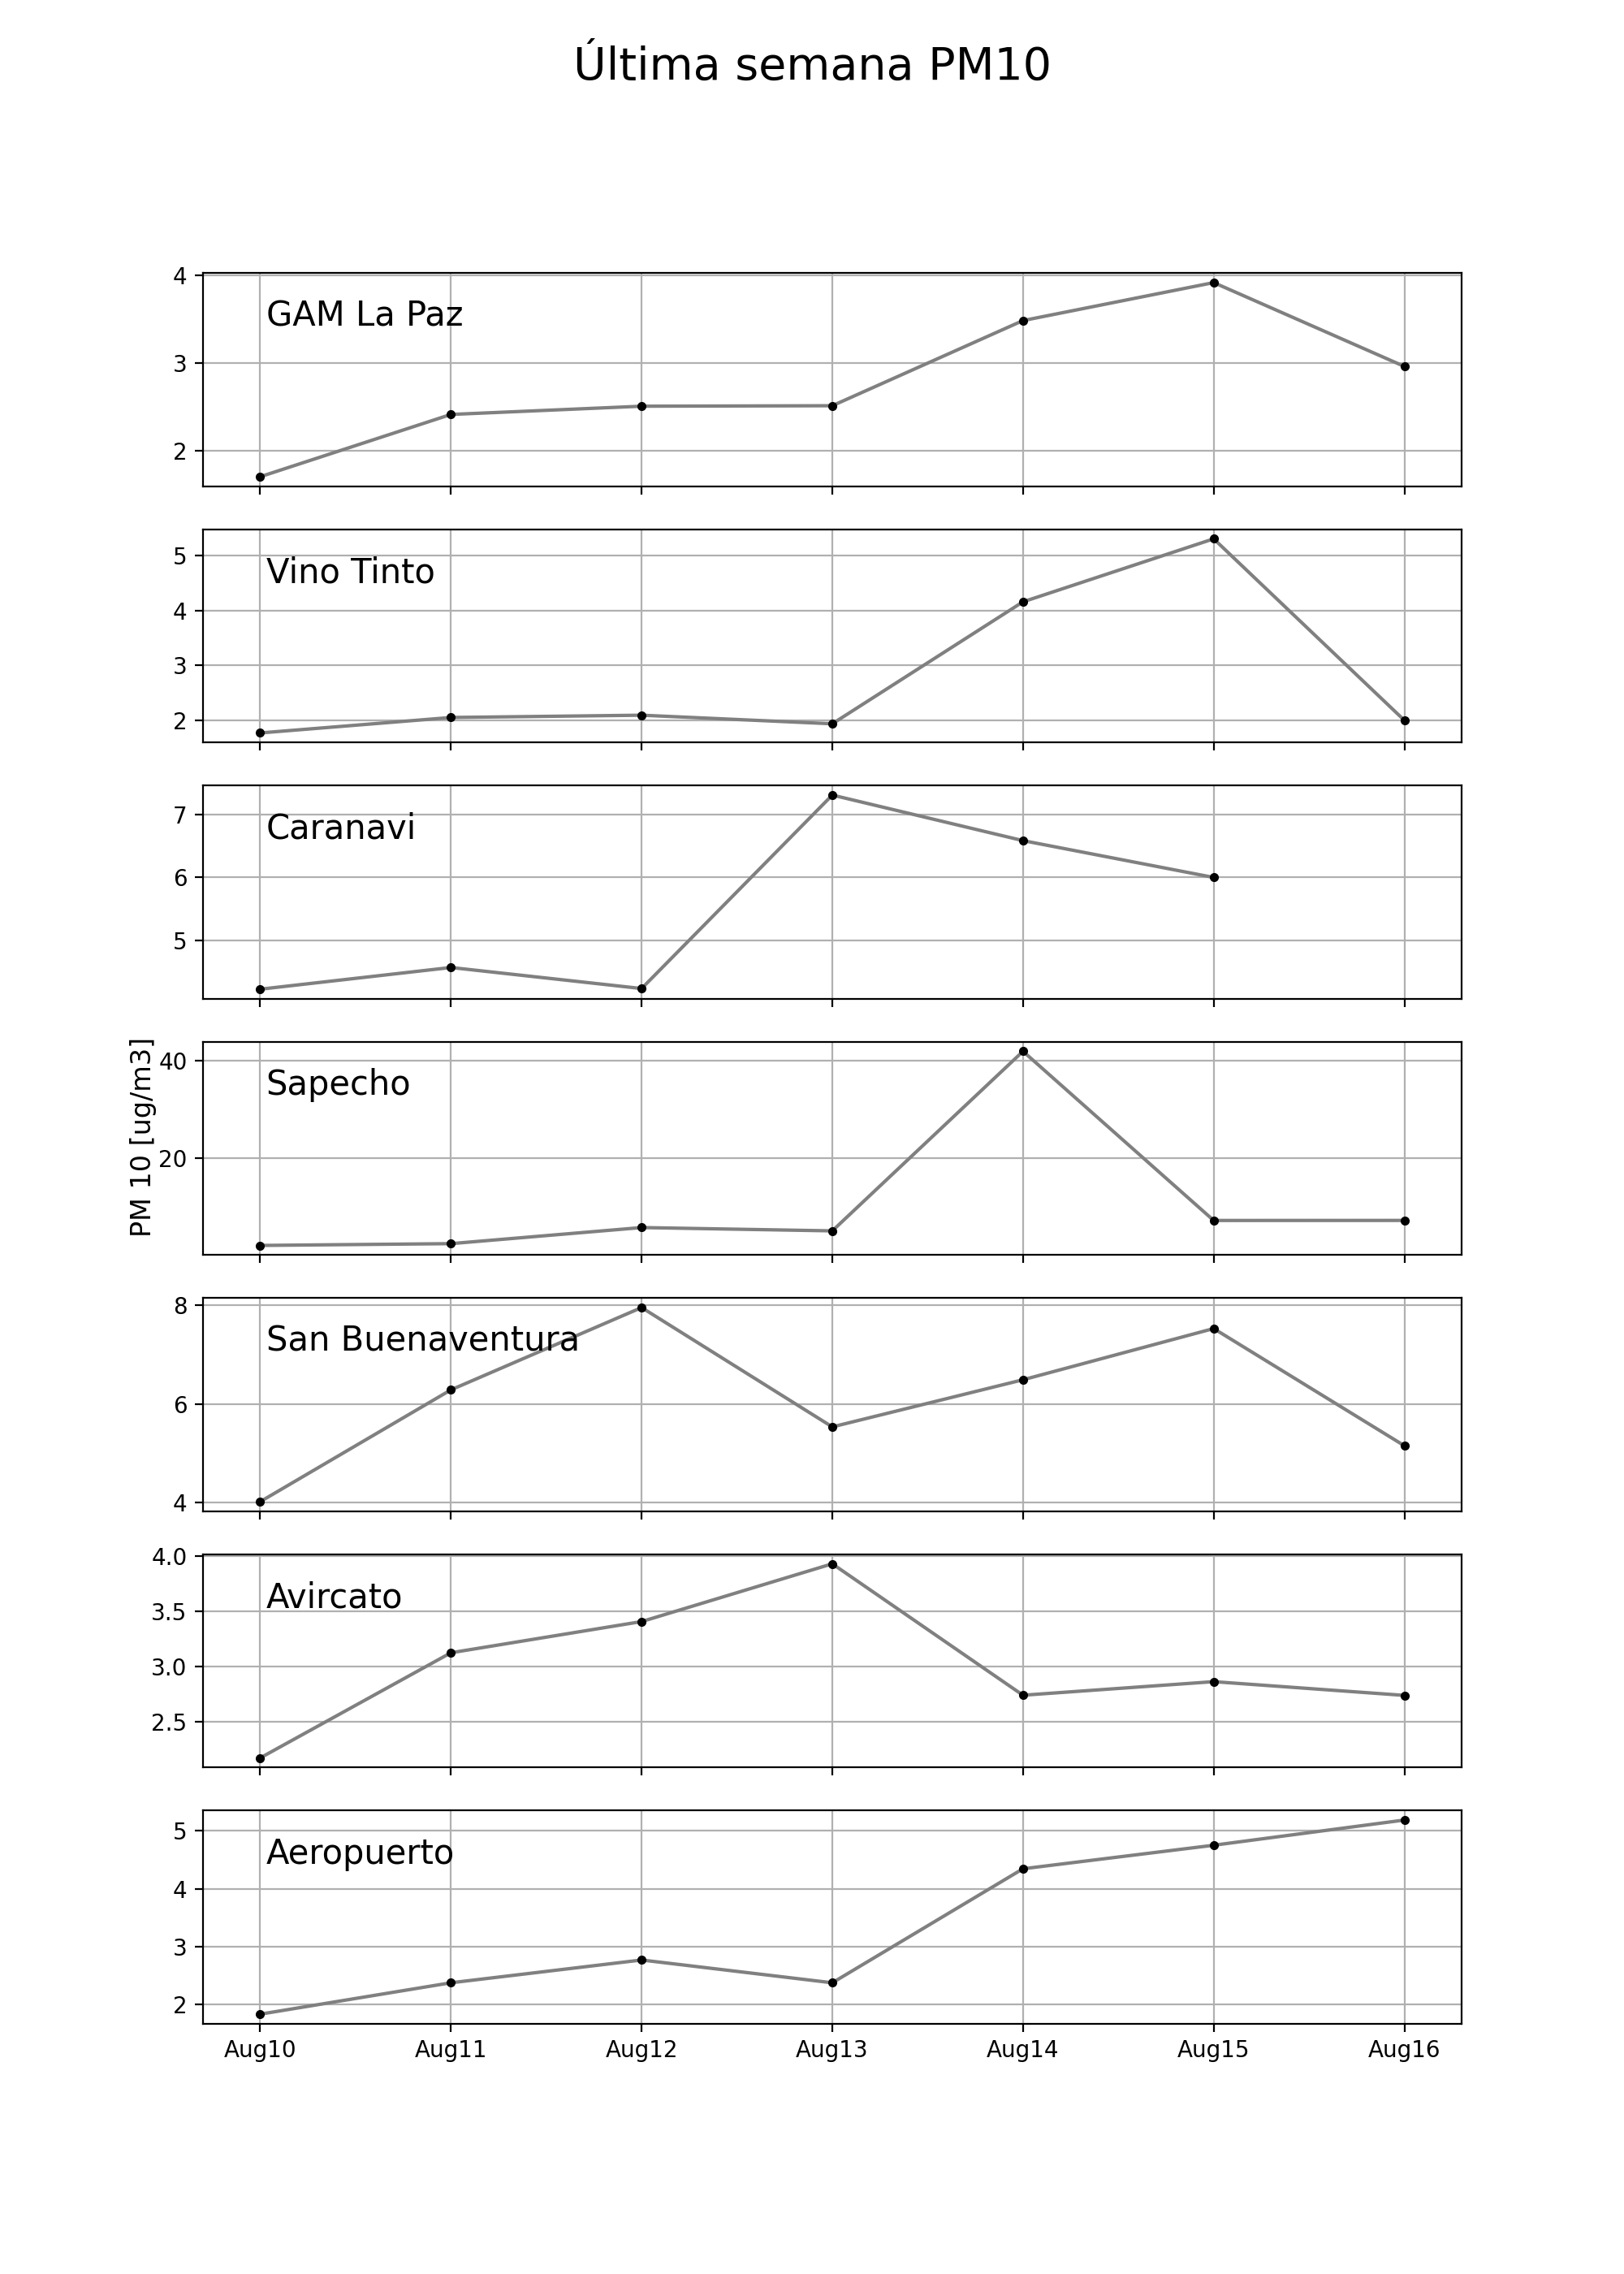 Última semana PM10
4
GAM La Paz
3
2
5
Vino Tinto
4
3
2
7
Caranavi
6
5
PM 10 [ug/m3]
40
Sapecho
20
8
San Buenaventura
6
4
4.0
Avircato
3.5
3.0
2.5
5
Aeropuerto
4
3
2
Aug10 Aug11 Aug12 Aug13 Aug14 Aug15 Aug16